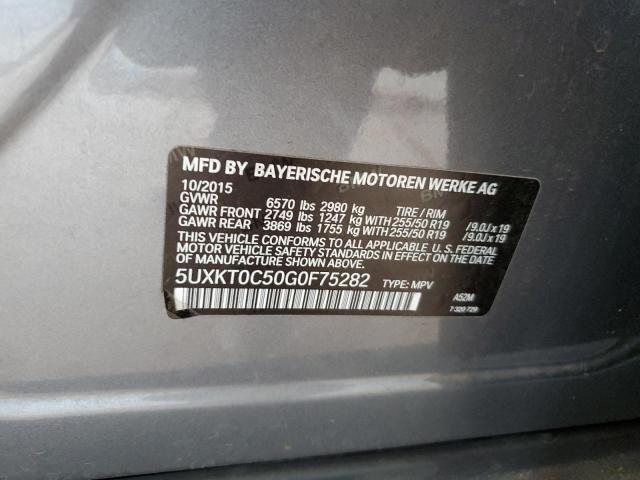 MFD BY BAYERISCHE MOTOREN WERKE AG
10/2015
GVWR 6570 lbs 2980 kg TIRE / RIM
GAWR FRONT 2749 lbs 1247 kg WITH 255/50 R19 /9.0J x 19
GAWR REAR 3869 lbs 1755 kg WITH 255/50 R19 /9.0J x 19
THIS VEHICLE CONFORMS TO ALL APPLICABLE U.S. FEDERAL
MOTOR VEHICLE SAFETY STANDARDS IN EFFECT ON THE DATE
OF MANUFACTURE SHOWN ABOVE.
5UXKT0C50G0F75282 TYPE: MPV
A52M
7 320 729